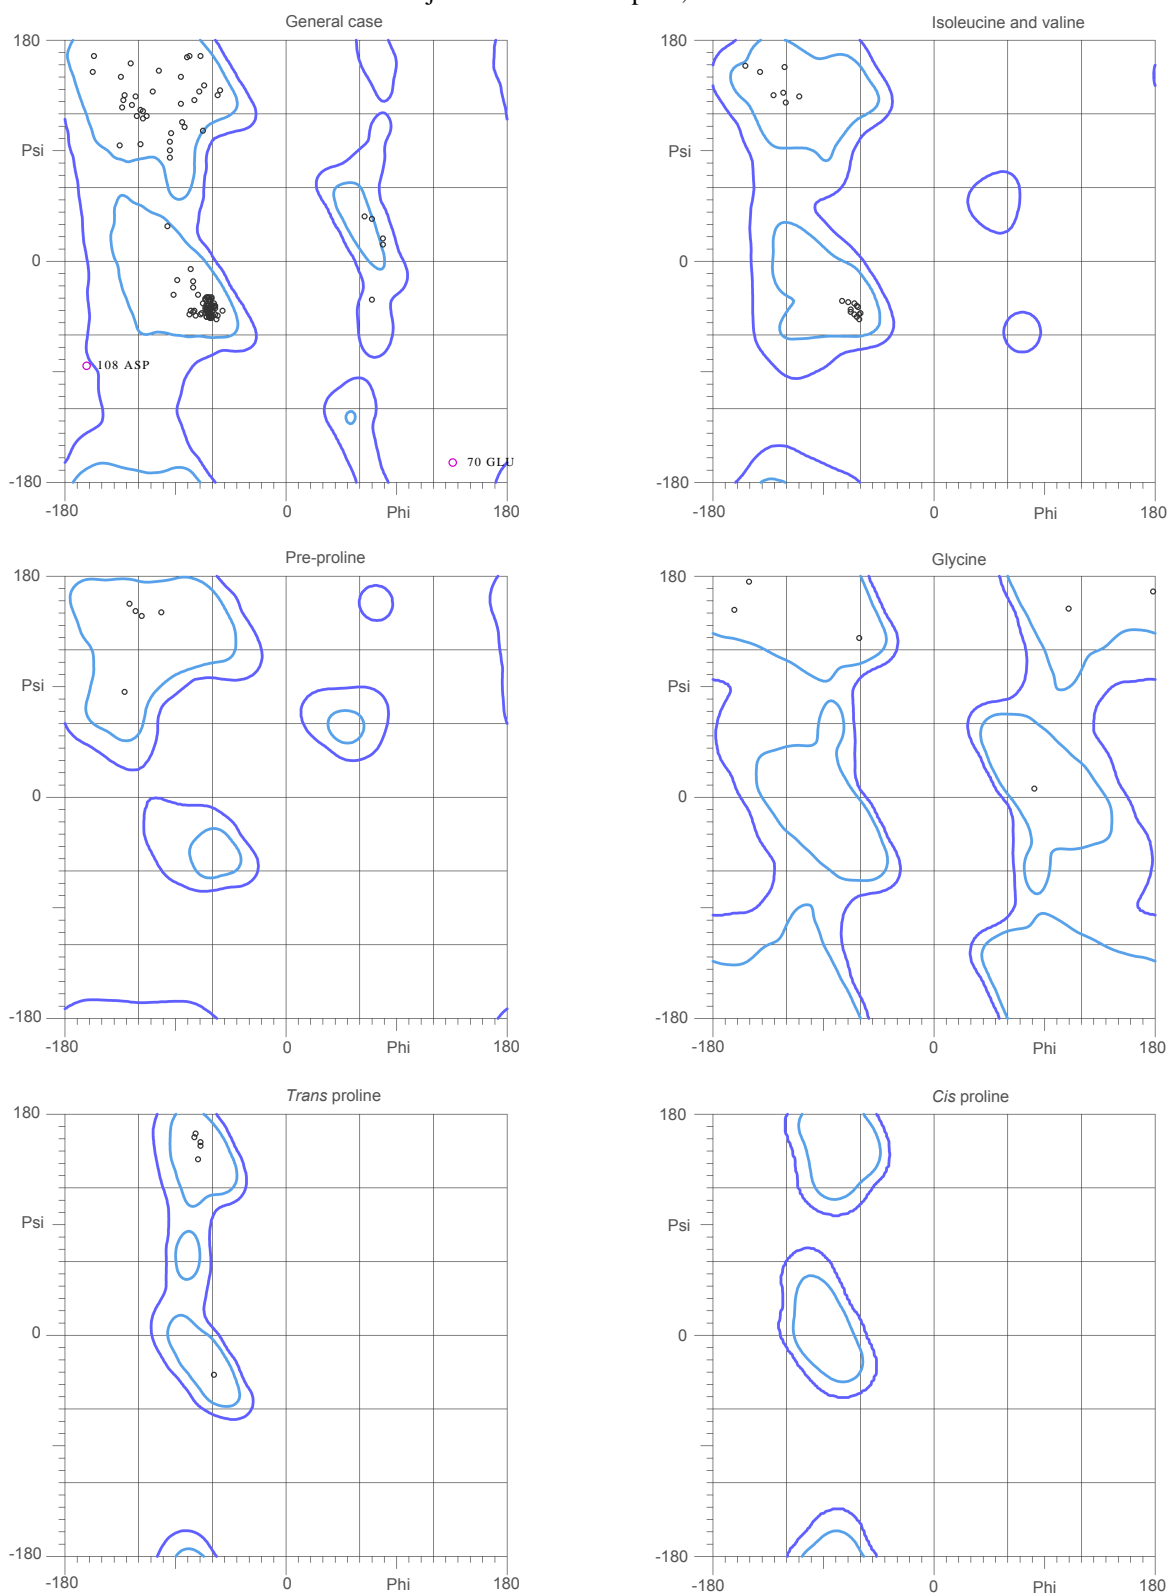 General case
180
Psi
0
-180
-180
0
Phi
180
108 ASP
70 GLU
Isoleucine and valine
180
Psi
0
-180
-180
0
Phi
180
Pre-proline
180
Psi
0
-180
-180
0
Phi
180
Glycine
180
Psi
0
-180
-180
0
Phi
180
Trans proline
180
Psi
0
-180
-180
0
Phi
180
Cis proline
180
Psi
0
-180
-180
0
Phi
180